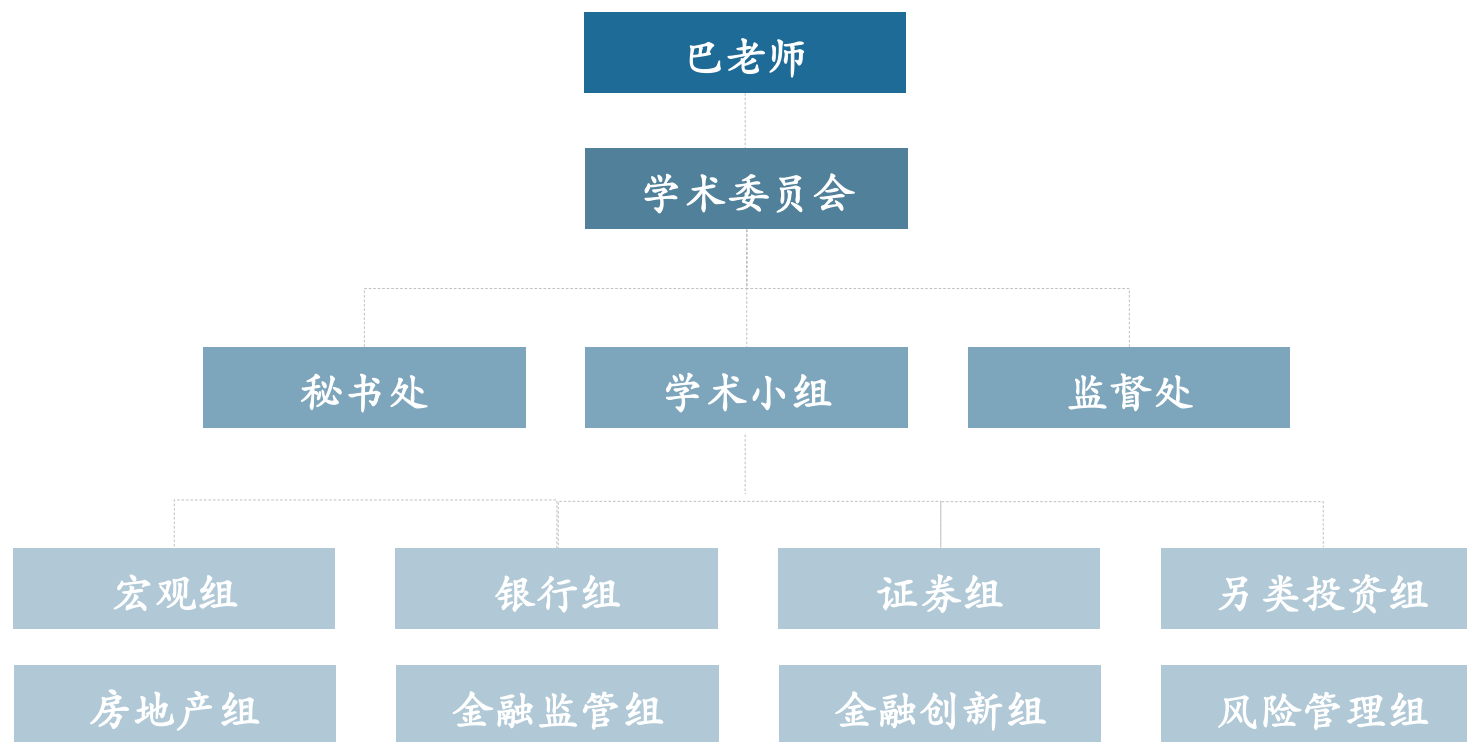 巴老师
学术委员会
秘书处
学术小组
监督处
宏观组
银行组
证券组
另类投资组
房地产组
金融监管组
金融创新组
风险管理组